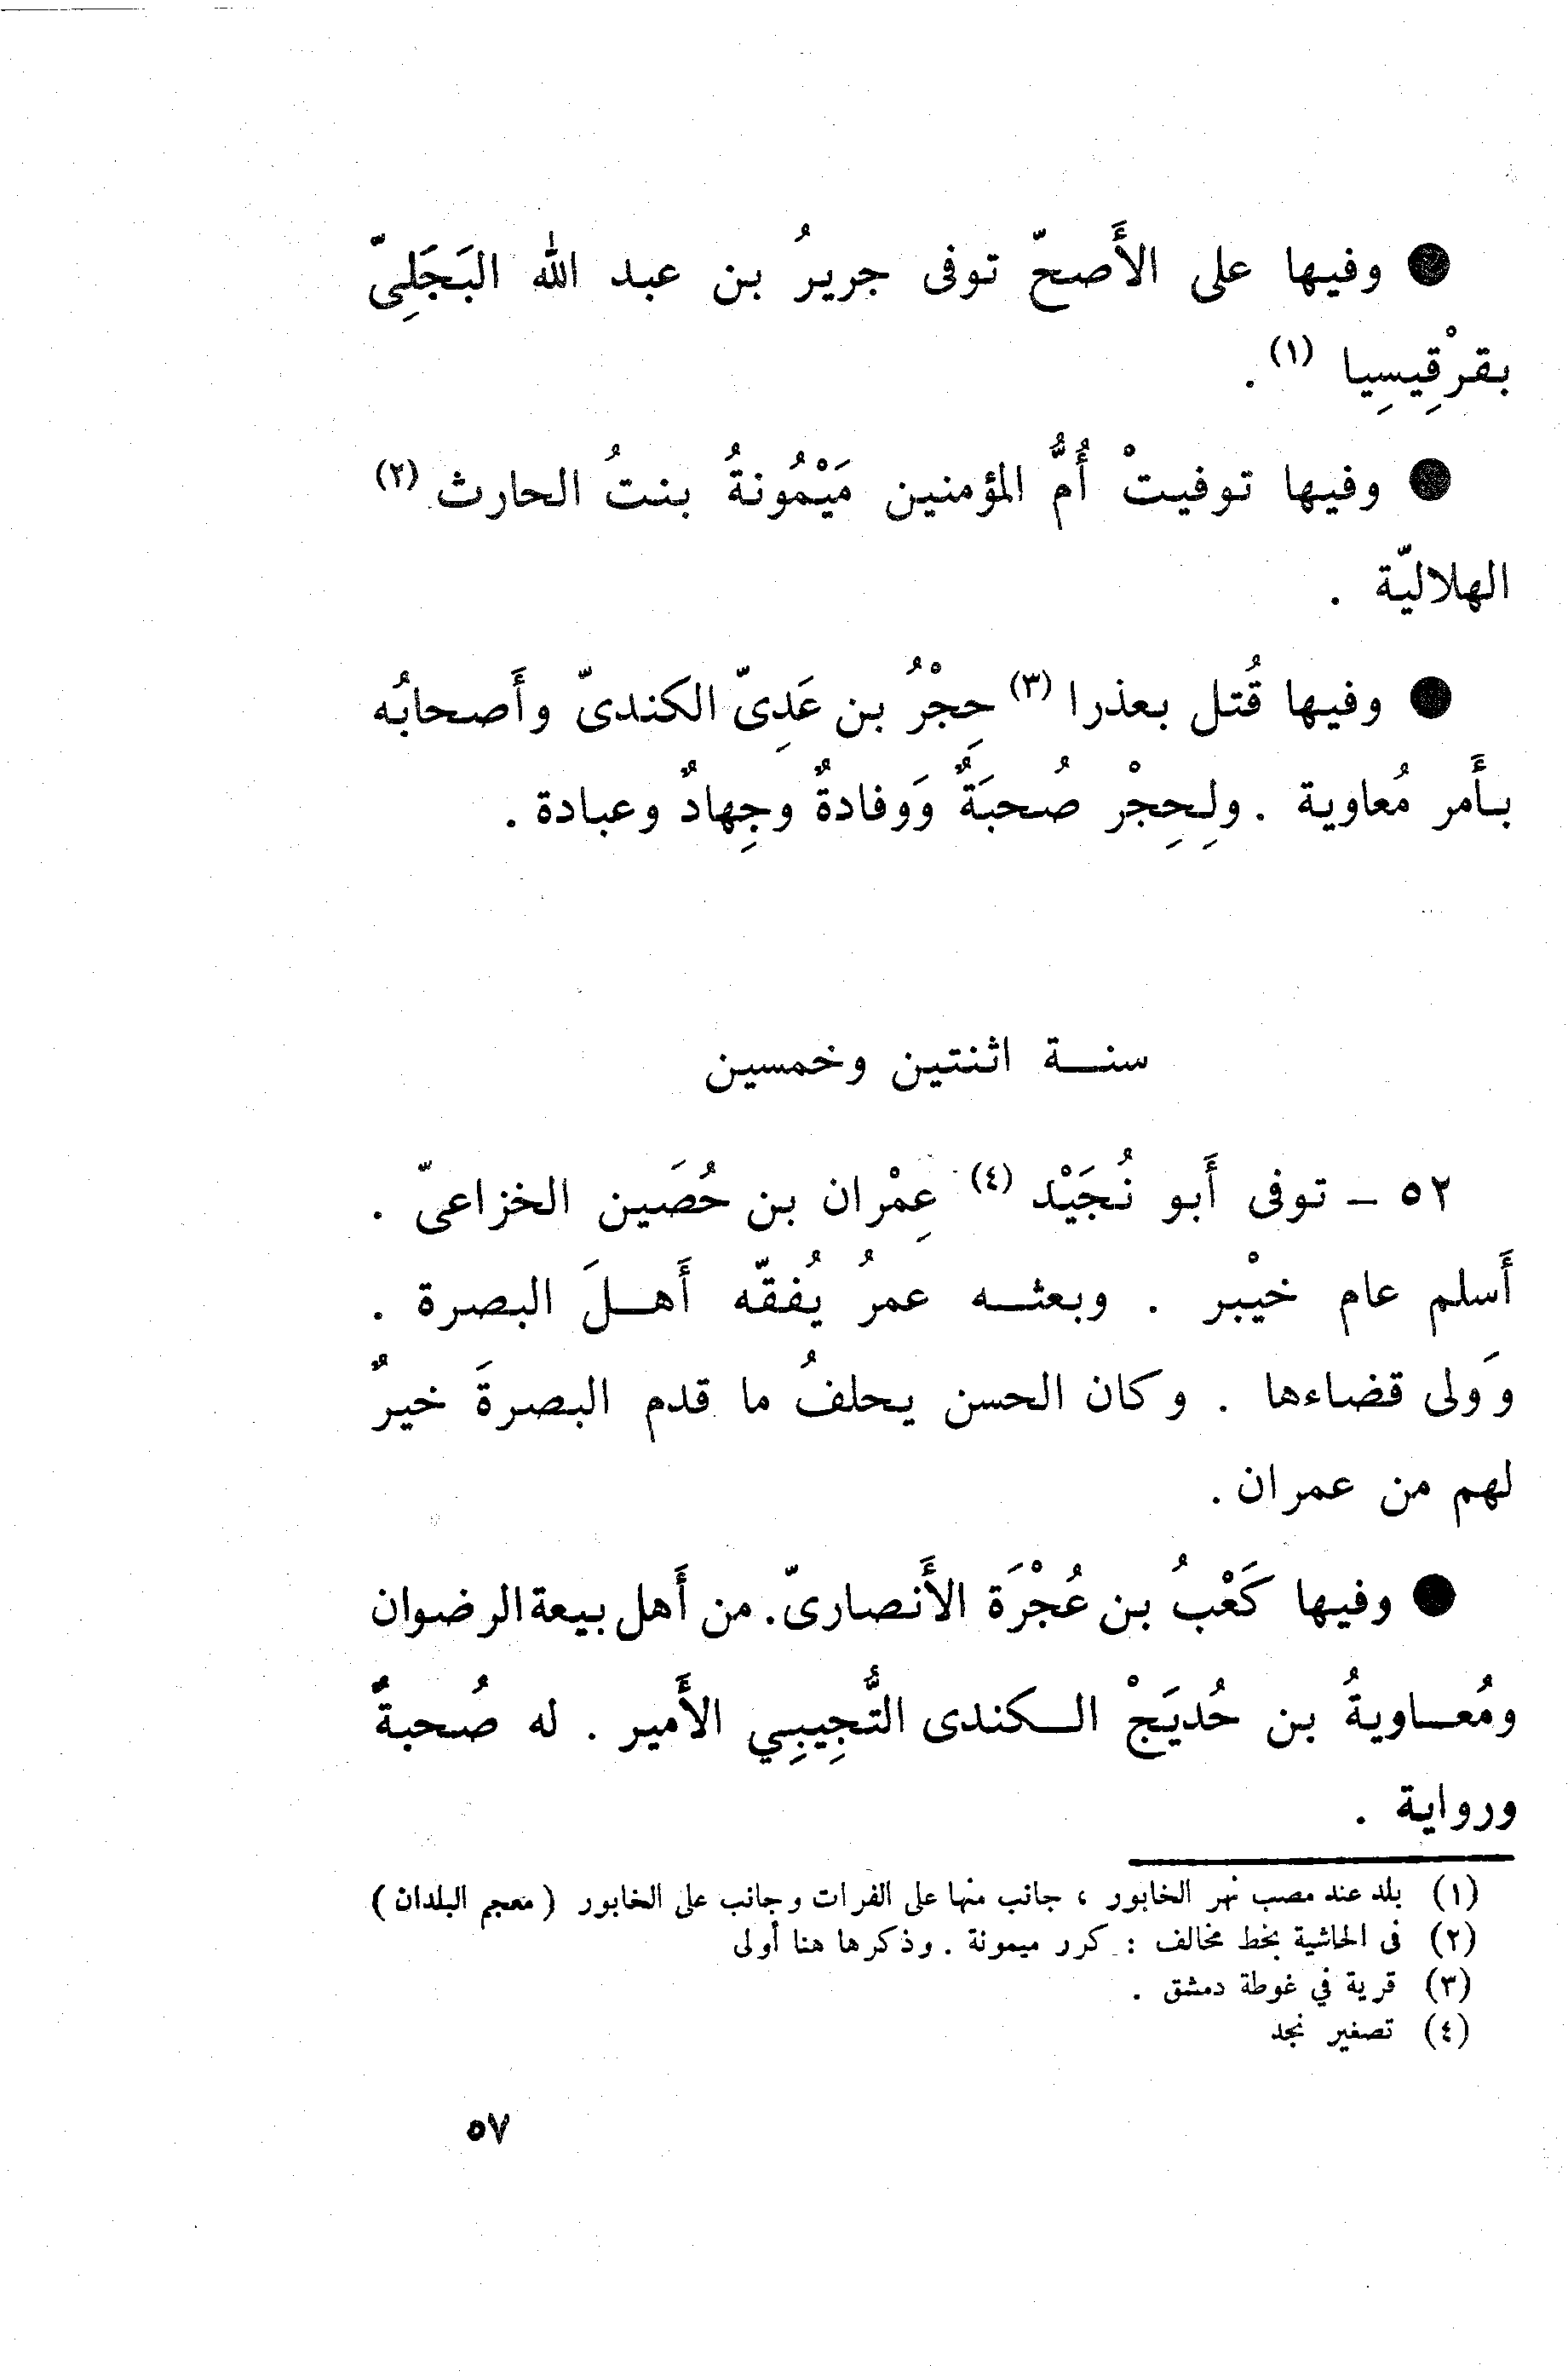 ● وفيها على الأَصحّ توفى جريرُ بن عبد الله البَجَلِىّ
بقرْقِيسِيا (١) .
● وفيها توفيتْ أُمُّ المؤمنين مَيْمُونةُ بنتُ الحارث (٢)
الهلاليّة .
● وفيها قُتل بعذرا (٣) حِجْرُ بن عَدِىّ الكندىّ وأَصحابُه
بأَمر مُعاوية . ولِحِجْر صُحبَةٌ وَوفادةٌ وجِهادٌ وعبادة .
سنـة اثنتين وخمسين
٥٢ – توفى أَبو نُجَيْد (٤) عِمْران بن حُصَين الخزاعىّ .
أَسلم عام خيْبر . وبعثـه عمرُ يُفقّه أَهـلَ البصرة .
وَولى قضاءها . وكان الحسن يحلفُ ما قدم البصرةَ خيرٌ
لهم من عمران .
● وفيها كَعْبُ بن عُجْرَة الأَنصارىّ. من أَهل بيعة الرضوان
ومُعـاويةُ بن حُديَجْ الـكندى التُّجِيبِي الأَمير . له صُحبةٌ
ورواية .
(١) بلد عند مصب نهر الخابور ، جانب منها على الفرات وجانب على الخابور ( معجم البلدان )
(٢) فى الحاشية بخط مخالف : كرر ميمونة . وذكرها هنا أولى
(٣) قرية في غوطة دمشق .
(٤) تصغير نجد
٥٧